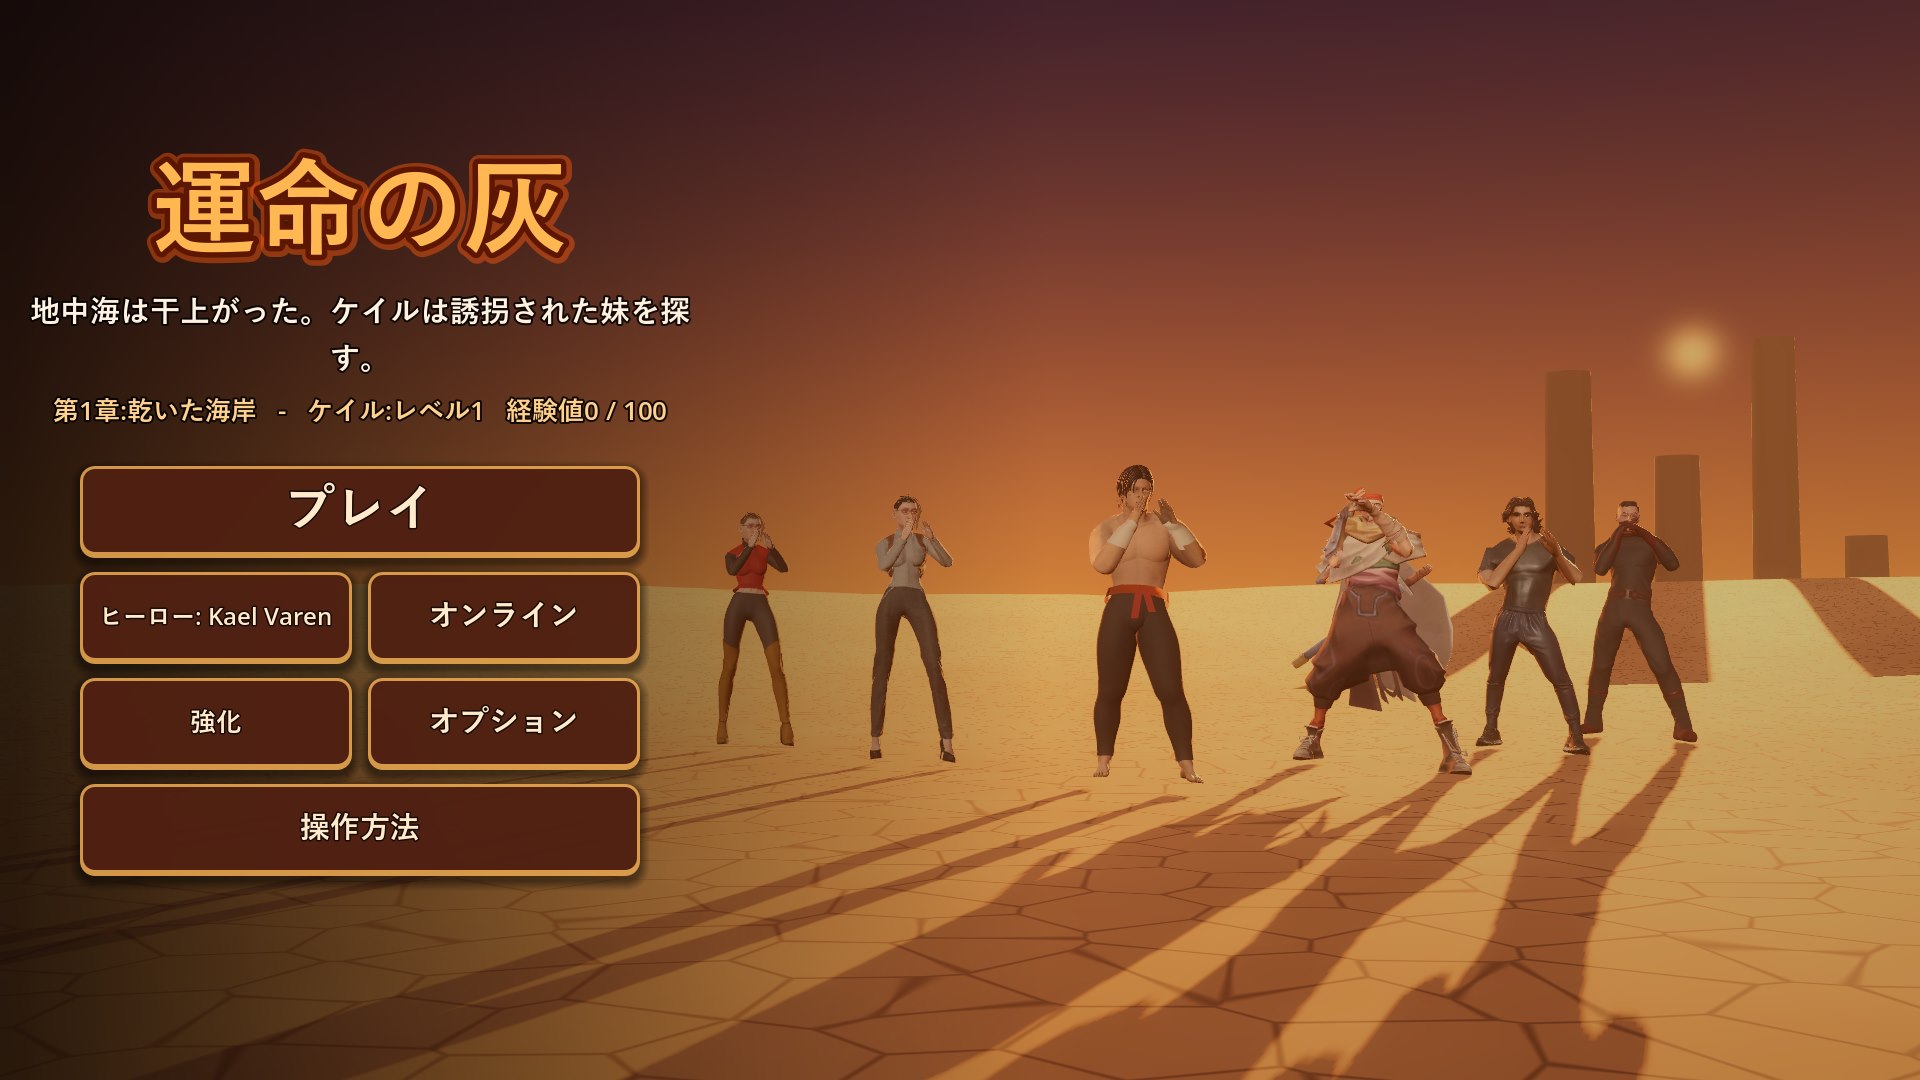 運命の灰
地中海は干上がった。ケイルは誘拐された妹を探
す。
第1章:乾いた海岸 - ケイル:レベル1 経験値0 / 100
プレイ
ヒーロー: Kael Varen
オンライン
強化
オプション
操作方法